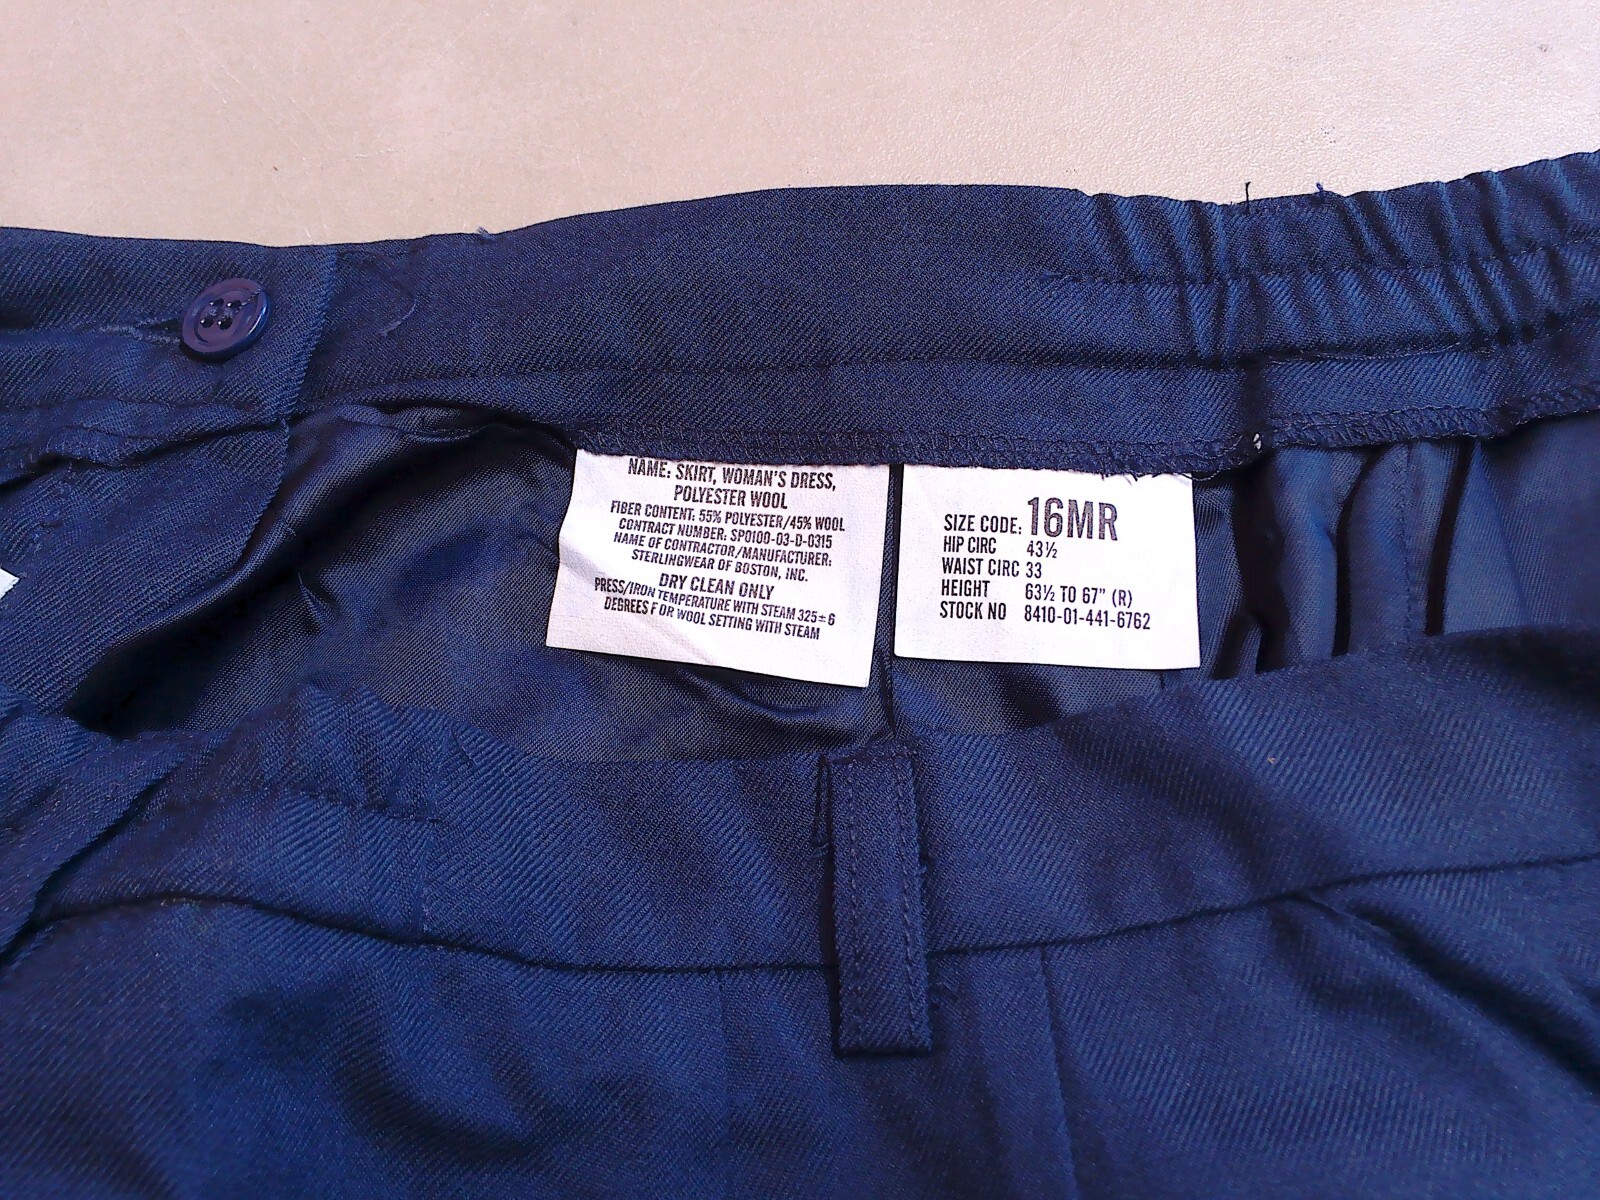 NAME: SKIRT, WOMAN'S DRESS,
POLYESTER WOOL
FIBER CONTENT: 55% POLYESTER/45% WOOL
CONTRACT NUMBER: SPO100-03-D-0315
NAME OF CONTRACTOR/MANUFACTURER:
STERLINGWEAR OF BOSTON, INC.
DRY CLEAN ONLY
PRESS/IRON TEMPERATURE WITH STEAM 325±6
DEGREES F OR WOOL SETTING WITH STEAM
SIZE CODE: 16MR
HIP CIRC 43½
WAIST CIRC 33
HEIGHT 63½ TO 67" (R)
STOCK NO 8410-01-441-6762